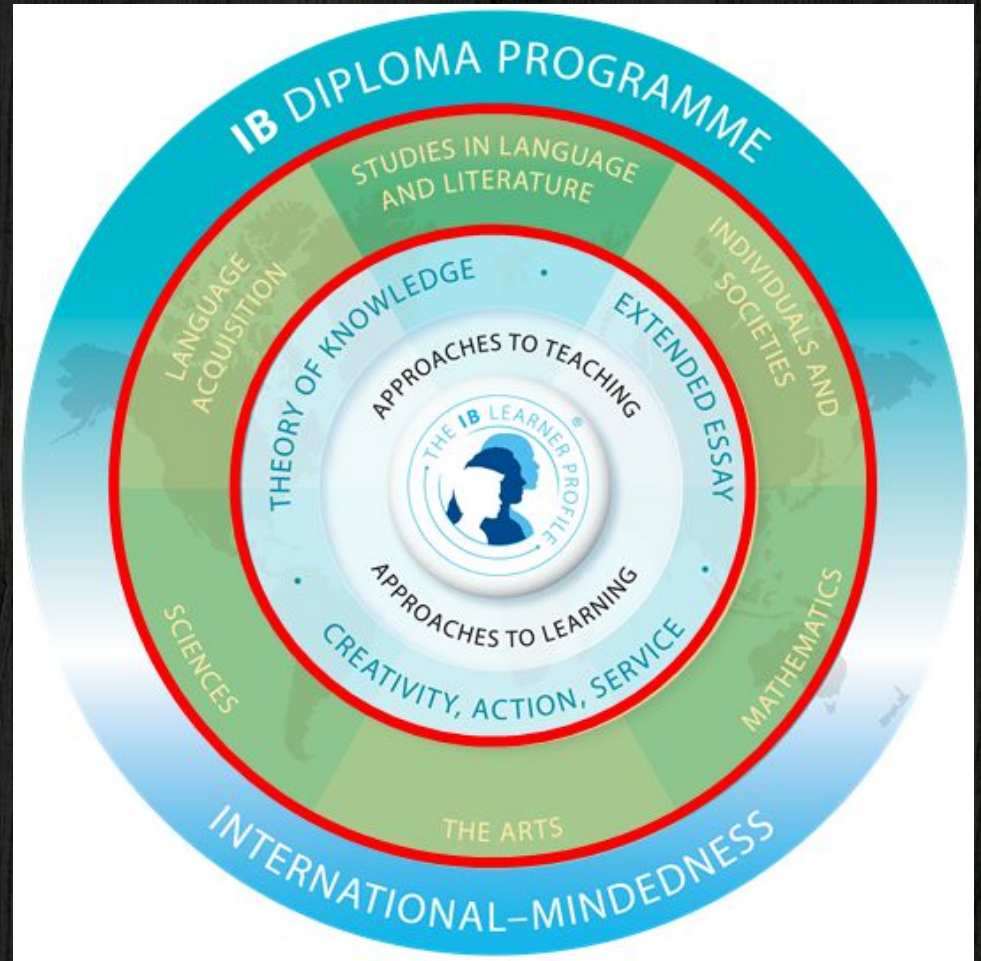 IB DIPLOMA PROGRAMME
STUDIES IN LANGUAGE
AND LITERATURE
INDIVIDUALS AND
SOCIETIES
MATHEMATICS
THE ARTS
SCIENCES
LANGUAGE
ACQUISITION
THEORY OF KNOWLEDGE •
EXTENDED ESSAY •
CREATIVITY, ACTION, SERVICE •
APPROACHES TO TEACHING
APPROACHES TO LEARNING
• THE IB LEARNER PROFILE • ®
INTERNATIONAL–MINDEDNESS